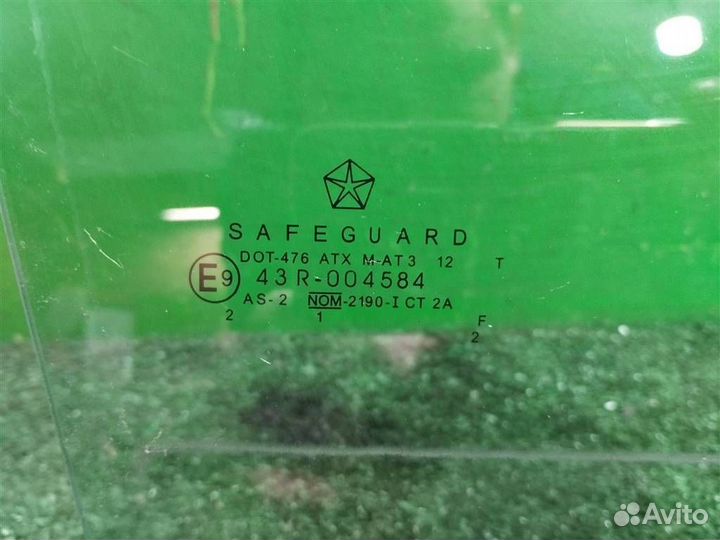 SAFEGUARD
DOT-476 ATX M-AT3 12 T
E9 43R-004584
AS-2 NOM-2190-I CT 2A
2 1 F
2
Avito